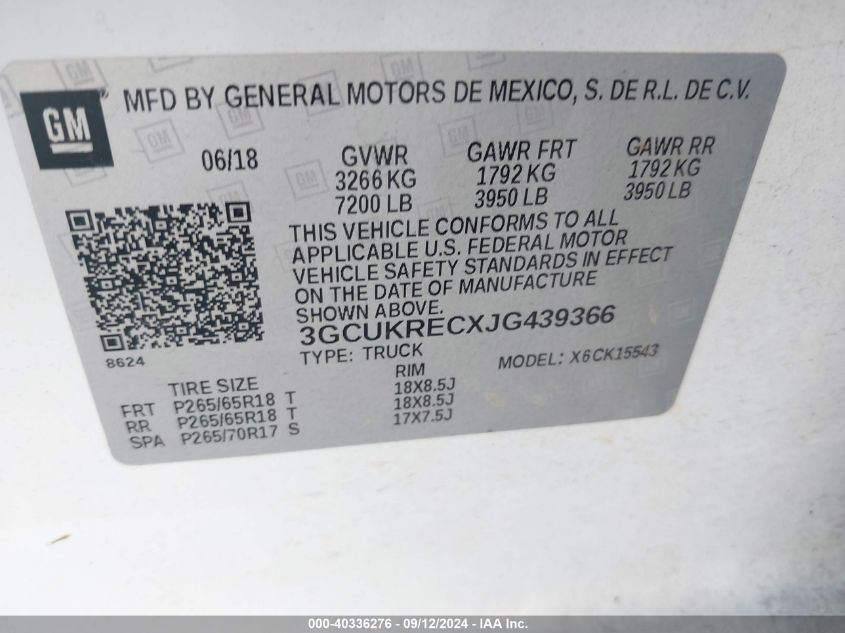 GM
MFD BY GENERAL MOTORS DE MEXICO, S. DE R.L. DE C.V.
06/18 GVWR GAWR FRT GAWR RR
3266 KG 1792 KG 1792 KG
7200 LB 3950 LB 3950 LB
THIS VEHICLE CONFORMS TO ALL
APPLICABLE U.S. FEDERAL MOTOR
VEHICLE SAFETY STANDARDS IN EFFECT
ON THE DATE OF MANUFACTURE
SHOWN ABOVE.
3GCUKRECXJG439366
8624 TYPE: TRUCK MODEL: X6CK15543
TIRE SIZE RIM
FRT P265/65R18 T 18X8.5J
RR P265/65R18 T 18X8.5J
SPA P265/70R17 S 17X7.5J
000-40336276 - 09/12/2024 - IAA Inc.